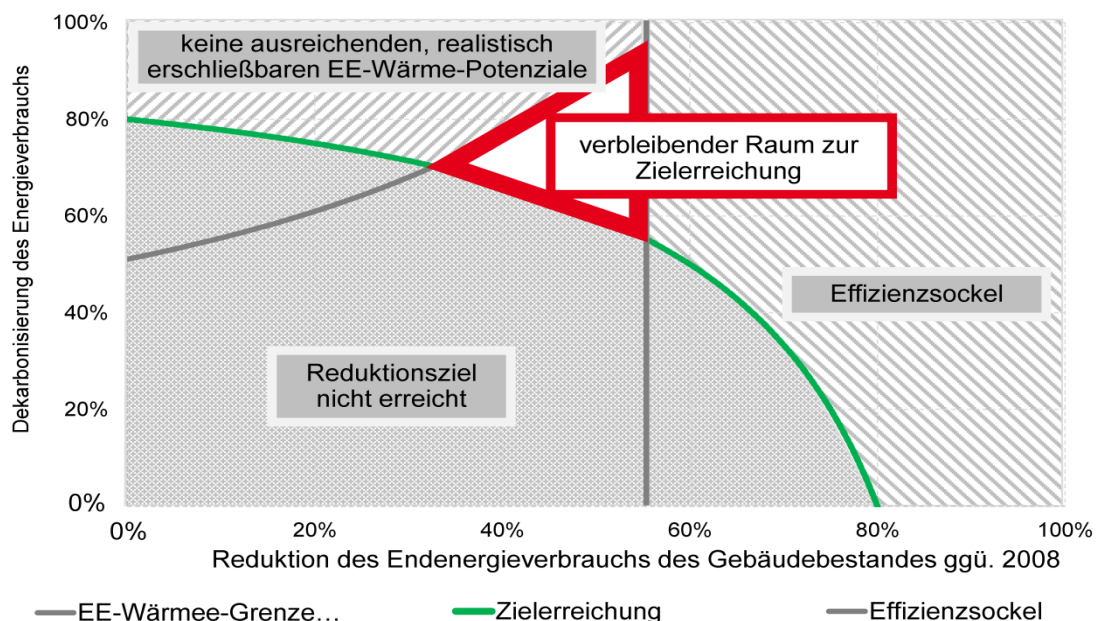 100%
80%
60%
40%
20%
0%
Dekarbonisierung des Energieverbrauchs
keine ausreichenden, realistisch
erschließbaren EE-Wärme-Potenziale
verbleibender Raum zur
Zielerreichung
Effizienzsockel
Reduktionsziel
nicht erreicht
0%
20%
40%
60%
80%
100%
Reduktion des Endenergieverbrauchs des Gebäudebestandes ggü. 2008
EE-Wärmee-Grenze…
Zielerreichung
Effizienzsockel